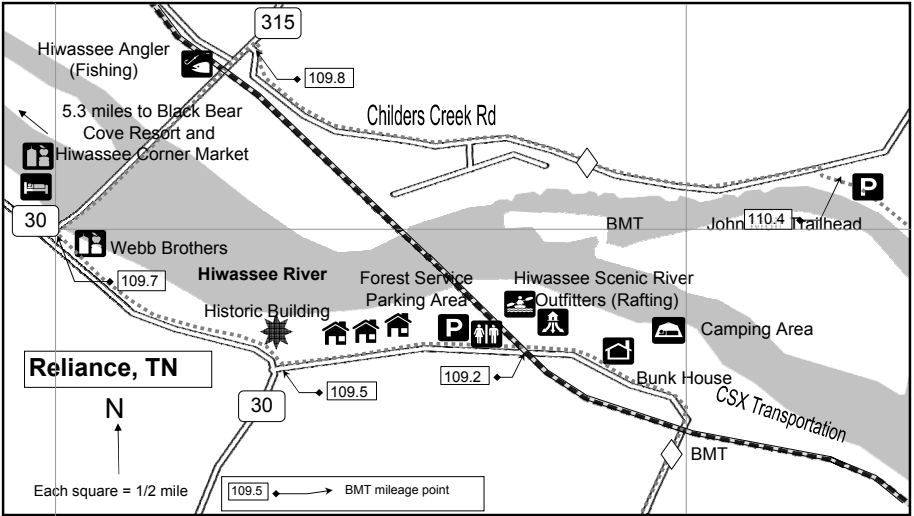 315
Hiwassee Angler
(Fishing)
109.8
5.3 miles to Black Bear
Cove Resort and
Hiwassee Corner Market
Childers Creek Rd
P
30
BMT
110.4
John Trailhead
Webb Brothers
109.7
Hiwassee River
Forest Service
Parking Area
Hiwassee Scenic River
Outfitters (Rafting)
Historic Building
P
Camping Area
Reliance, TN
109.2
Bunk House
109.5
30
CSX Transportation
N
BMT
Each square = 1/2 mile
109.5
BMT mileage point